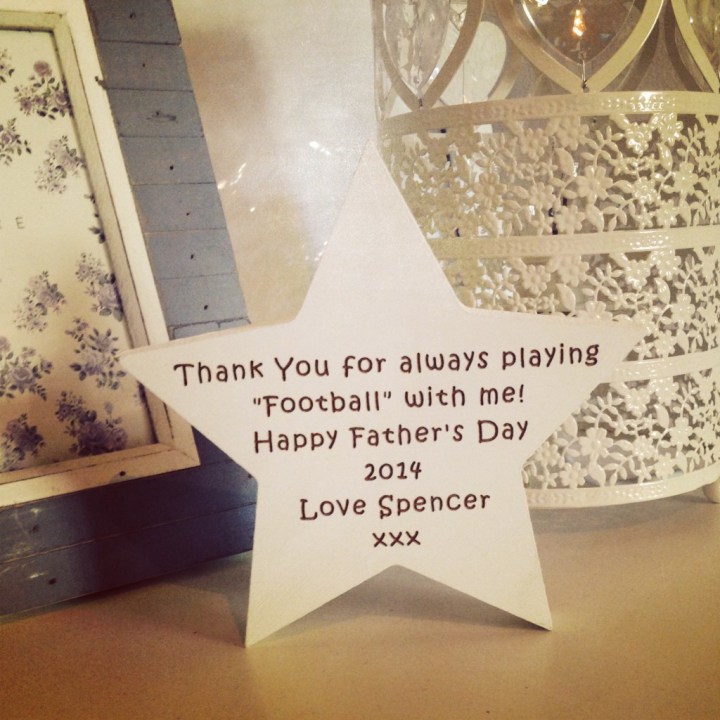 Thank You for always playing
"Football" with me!
Happy Father's Day
2014
Love Spencer
xxx